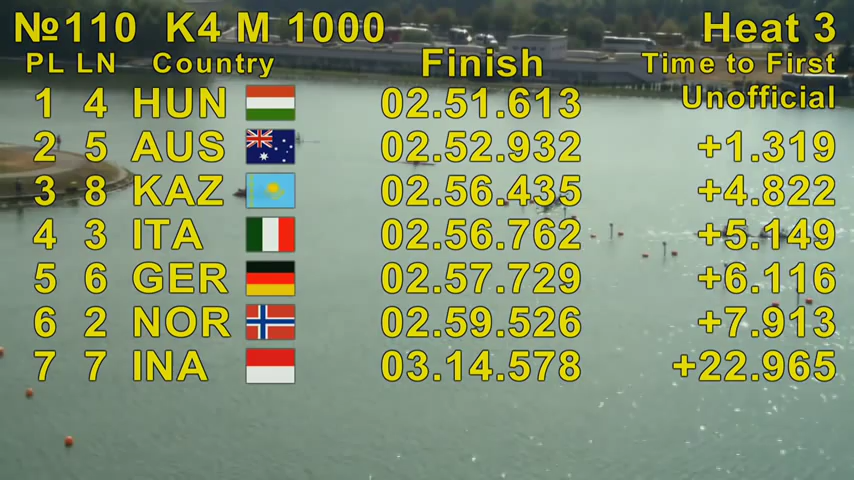 №110 K4 M 1000 Heat 3
PL LN Country Finish Time to First
Unofficial
1 4 HUN 02.51.613
2 5 AUS 02.52.932 +1.319
3 8 KAZ 02.56.435 +4.822
4 3 ITA 02.56.762 +5.149
5 6 GER 02.57.729 +6.116
6 2 NOR 02.59.526 +7.913
7 7 INA 03.14.578 +22.965